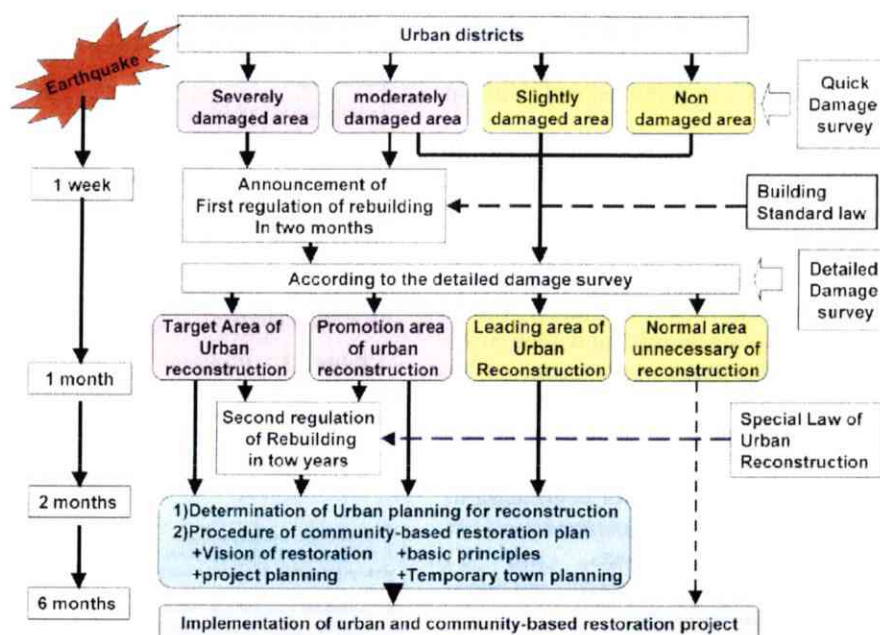 Earthquake
Urban districts
Severely
damaged area
moderately
damaged area
Slightly
damaged area
Non
damaged area
Quick
Damage
survey
1 week
Announcement of
First regulation of rebuilding
In two months
Building
Standard law
According to the detailed damage survey
Detailed
Damage
survey
Target Area of
Urban
reconstruction
Promotion area
of urban
reconstruction
Leading area of
Urban
Reconstruction
Normal area
unnecessary of
reconstruction
1 month
Second regulation
of Rebuilding
in tow years
Special Law of
Urban
Reconstruction
2 months
1)Determination of Urban planning for reconstruction
2)Procedure of community-based restoration plan
+Vision of restoration +basic principles
+project planning +Temporary town planning
6 months
Implementation of urban and community-based restoration project